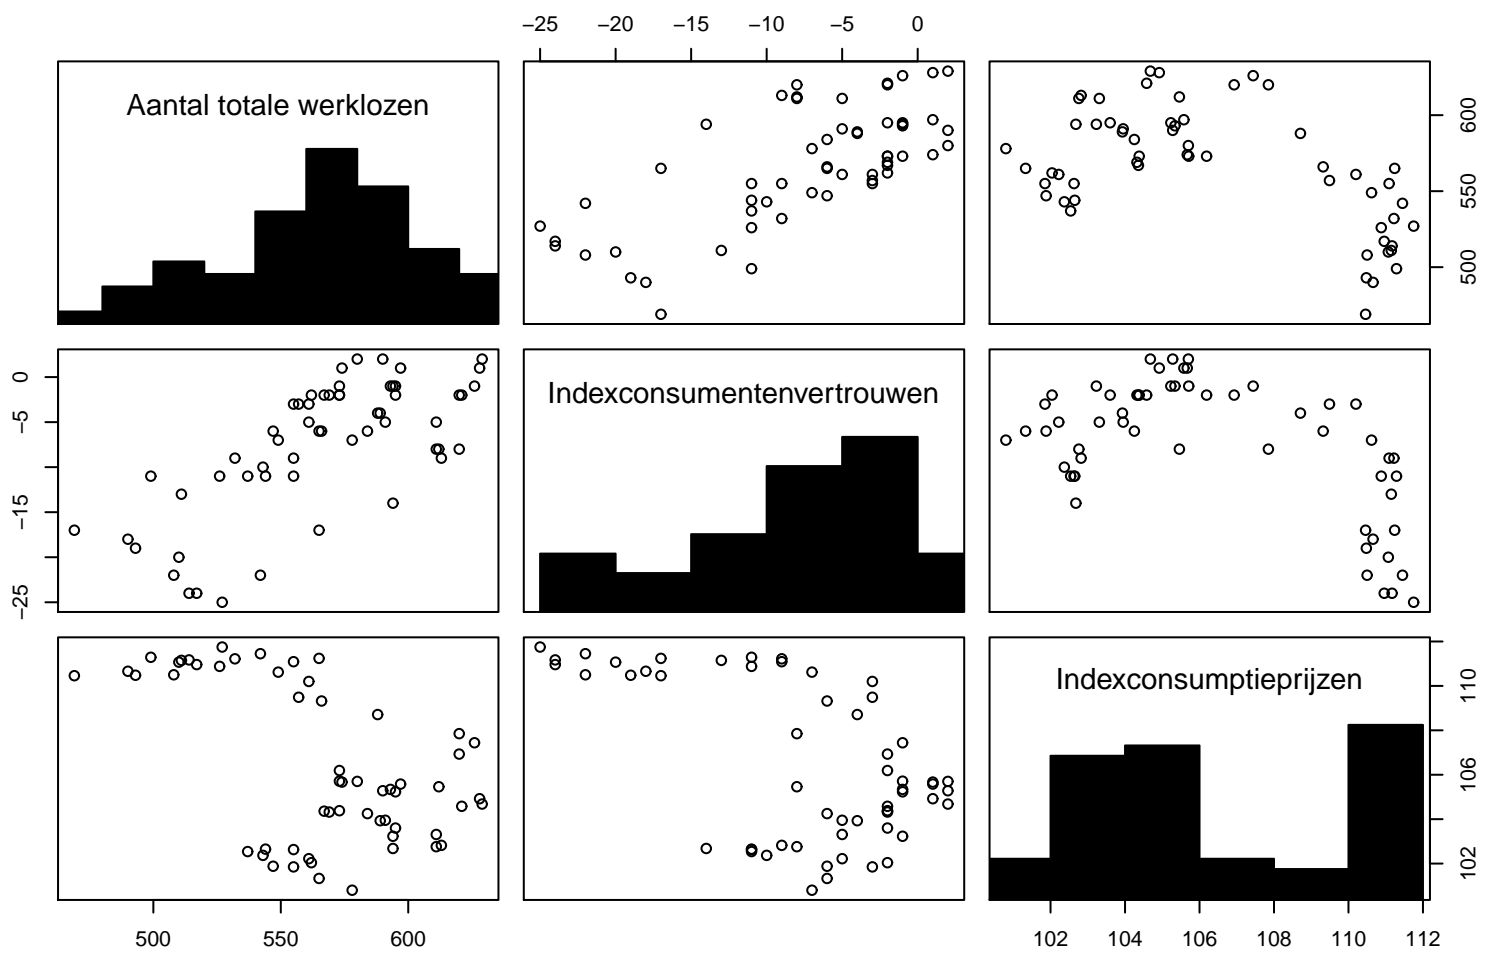 −25 −20 −15 −10 −5 0
Aantal totale werklozen
500 550 600
0 −5 −15 −25
Indexconsumentenvertrouwen
Indexconsumptieprijzen
102 106 110
500 550 600
102 104 106 108 110 112